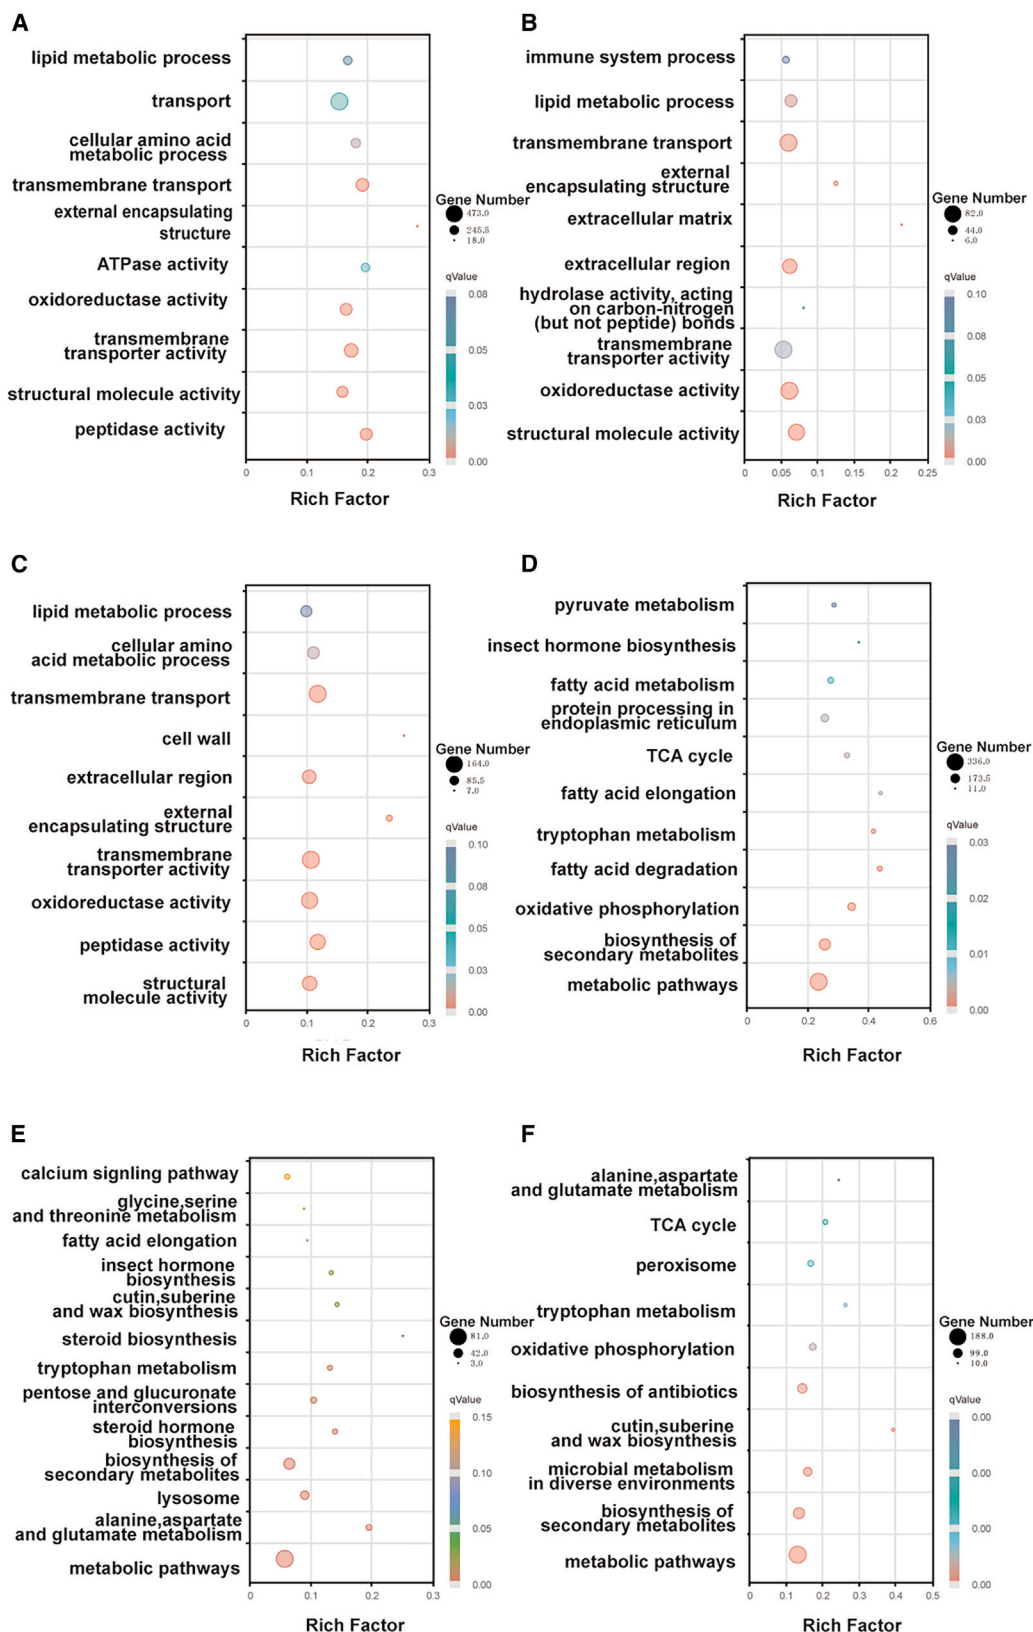 A
lipid metabolic process
transport
cellular amino acid
metabolic process
transmembrane transport
external encapsulating
structure
ATPase activity
oxidoreductase activity
transmembrane
transporter activity
structural molecule activity
peptidase activity
0
0.1
0.2
0.3
Rich Factor
Gene Number
473.0
245.5
18.0
qValue
0.08
0.05
0.03
0.00
B
immune system process
lipid metabolic process
transmembrane transport
external
encapsulating structure
extracellular matrix
extracellular region
hydrolase activity, acting
on carbon-nitrogen
(but not peptide) bonds
transmembrane
transporter activity
oxidoreductase activity
structural molecule activity
0
0.05
0.1
0.15
0.2
0.25
Rich Factor
Gene Number
82.0
44.0
6.0
qValue
0.10
0.08
0.05
0.03
0.00
C
lipid metabolic process
cellular amino
acid metabolic process
transmembrane transport
cell wall
extracellular region
external
encapsulating structure
transmembrane
transporter activity
oxidoreductase activity
peptidase activity
structural
molecule activity
0
0.1
0.2
0.3
Rich Factor
Gene Number
164.0
85.5
7.0
qValue
0.10
0.08
0.05
0.03
0.00
D
pyruvate metabolism
insect hormone biosynthesis
fatty acid metabolism
protein processing in
endoplasmic reticulum
TCA cycle
fatty acid elongation
tryptophan metabolism
fatty acid degradation
oxidative phosphorylation
biosynthesis of
secondary metabolites
metabolic pathways
0
0.2
0.4
0.6
Rich Factor
Gene Number
336.0
173.5
11.0
qValue
0.03
0.02
0.01
0.00
E
calcium signling pathway
glycine,serine
and threonine metabolism
fatty acid elongation
insect hormone
biosynthesis
cutin,suberine
and wax biosynthesis
steroid biosynthesis
tryptophan metabolism
pentose and glucuronate
interconversions
steroid hormone
biosynthesis
biosynthesis of
secondary metabolites
lysosome
alanine,aspartate
and glutamate metabolism
metabolic pathways
0
0.1
0.2
0.3
Rich Factor
Gene Number
81.0
42.0
3.0
qValue
0.15
0.10
0.05
0.00
F
alanine,aspartate
and glutamate metabolism
TCA cycle
peroxisome
tryptophan metabolism
oxidative phosphorylation
biosynthesis of antibiotics
cutin,suberine
and wax biosynthesis
microbial metabolism
in diverse environments
biosynthesis of
secondary metabolites
metabolic pathways
0
0.1
0.2
0.3
0.4
0.5
Rich Factor
Gene Number
188.0
99.0
10.0
qValue
0.00
0.00
0.00
0.00